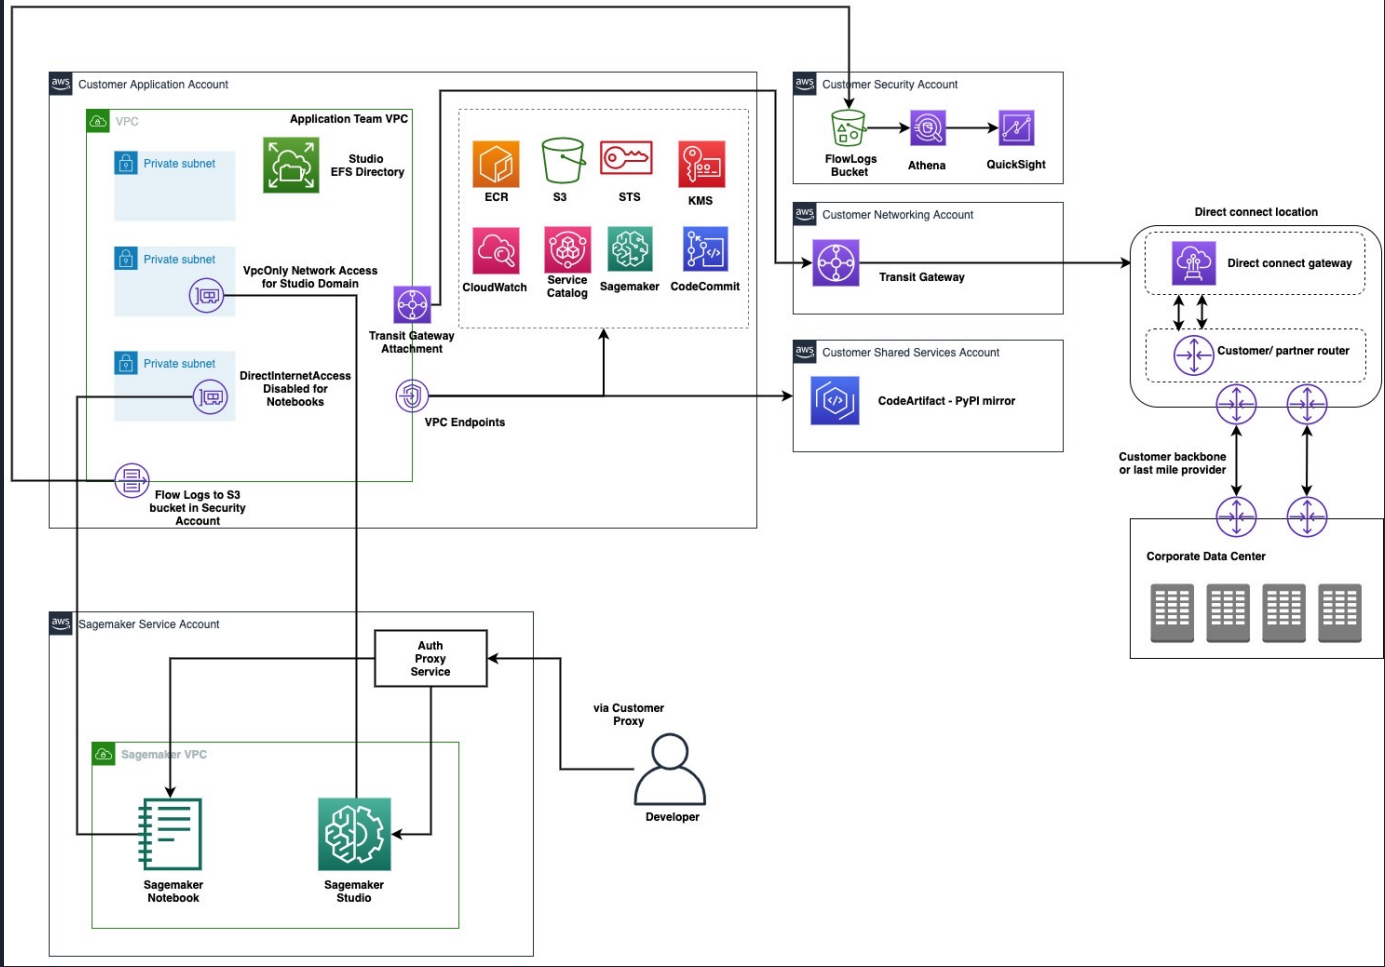 aws Customer Application Account
VPC
Application Team VPC
Private subnet
Studio
EFS Directory
Private subnet
VpcOnly Network Access
for Studio Domain
Private subnet
DirectInternetAccess
Disabled for
Notebooks
Transit Gateway
Attachment
VPC Endpoints
Flow Logs to S3
bucket in Security
Account
ECR
S3
STS
KMS
CloudWatch
Service
Catalog
Sagemaker
CodeCommit
aws Customer Security Account
FlowLogs
Bucket
Athena
QuickSight
aws Customer Networking Account
Transit Gateway
aws Customer Shared Services Account
CodeArtifact - PyPI mirror
Direct connect location
Direct connect gateway
Customer/ partner router
Customer backbone
or last mile provider
Corporate Data Center
aws Sagemaker Service Account
Auth
Proxy
Service
via Customer
Proxy
Developer
Sagemaker VPC
Sagemaker
Notebook
Sagemaker
Studio